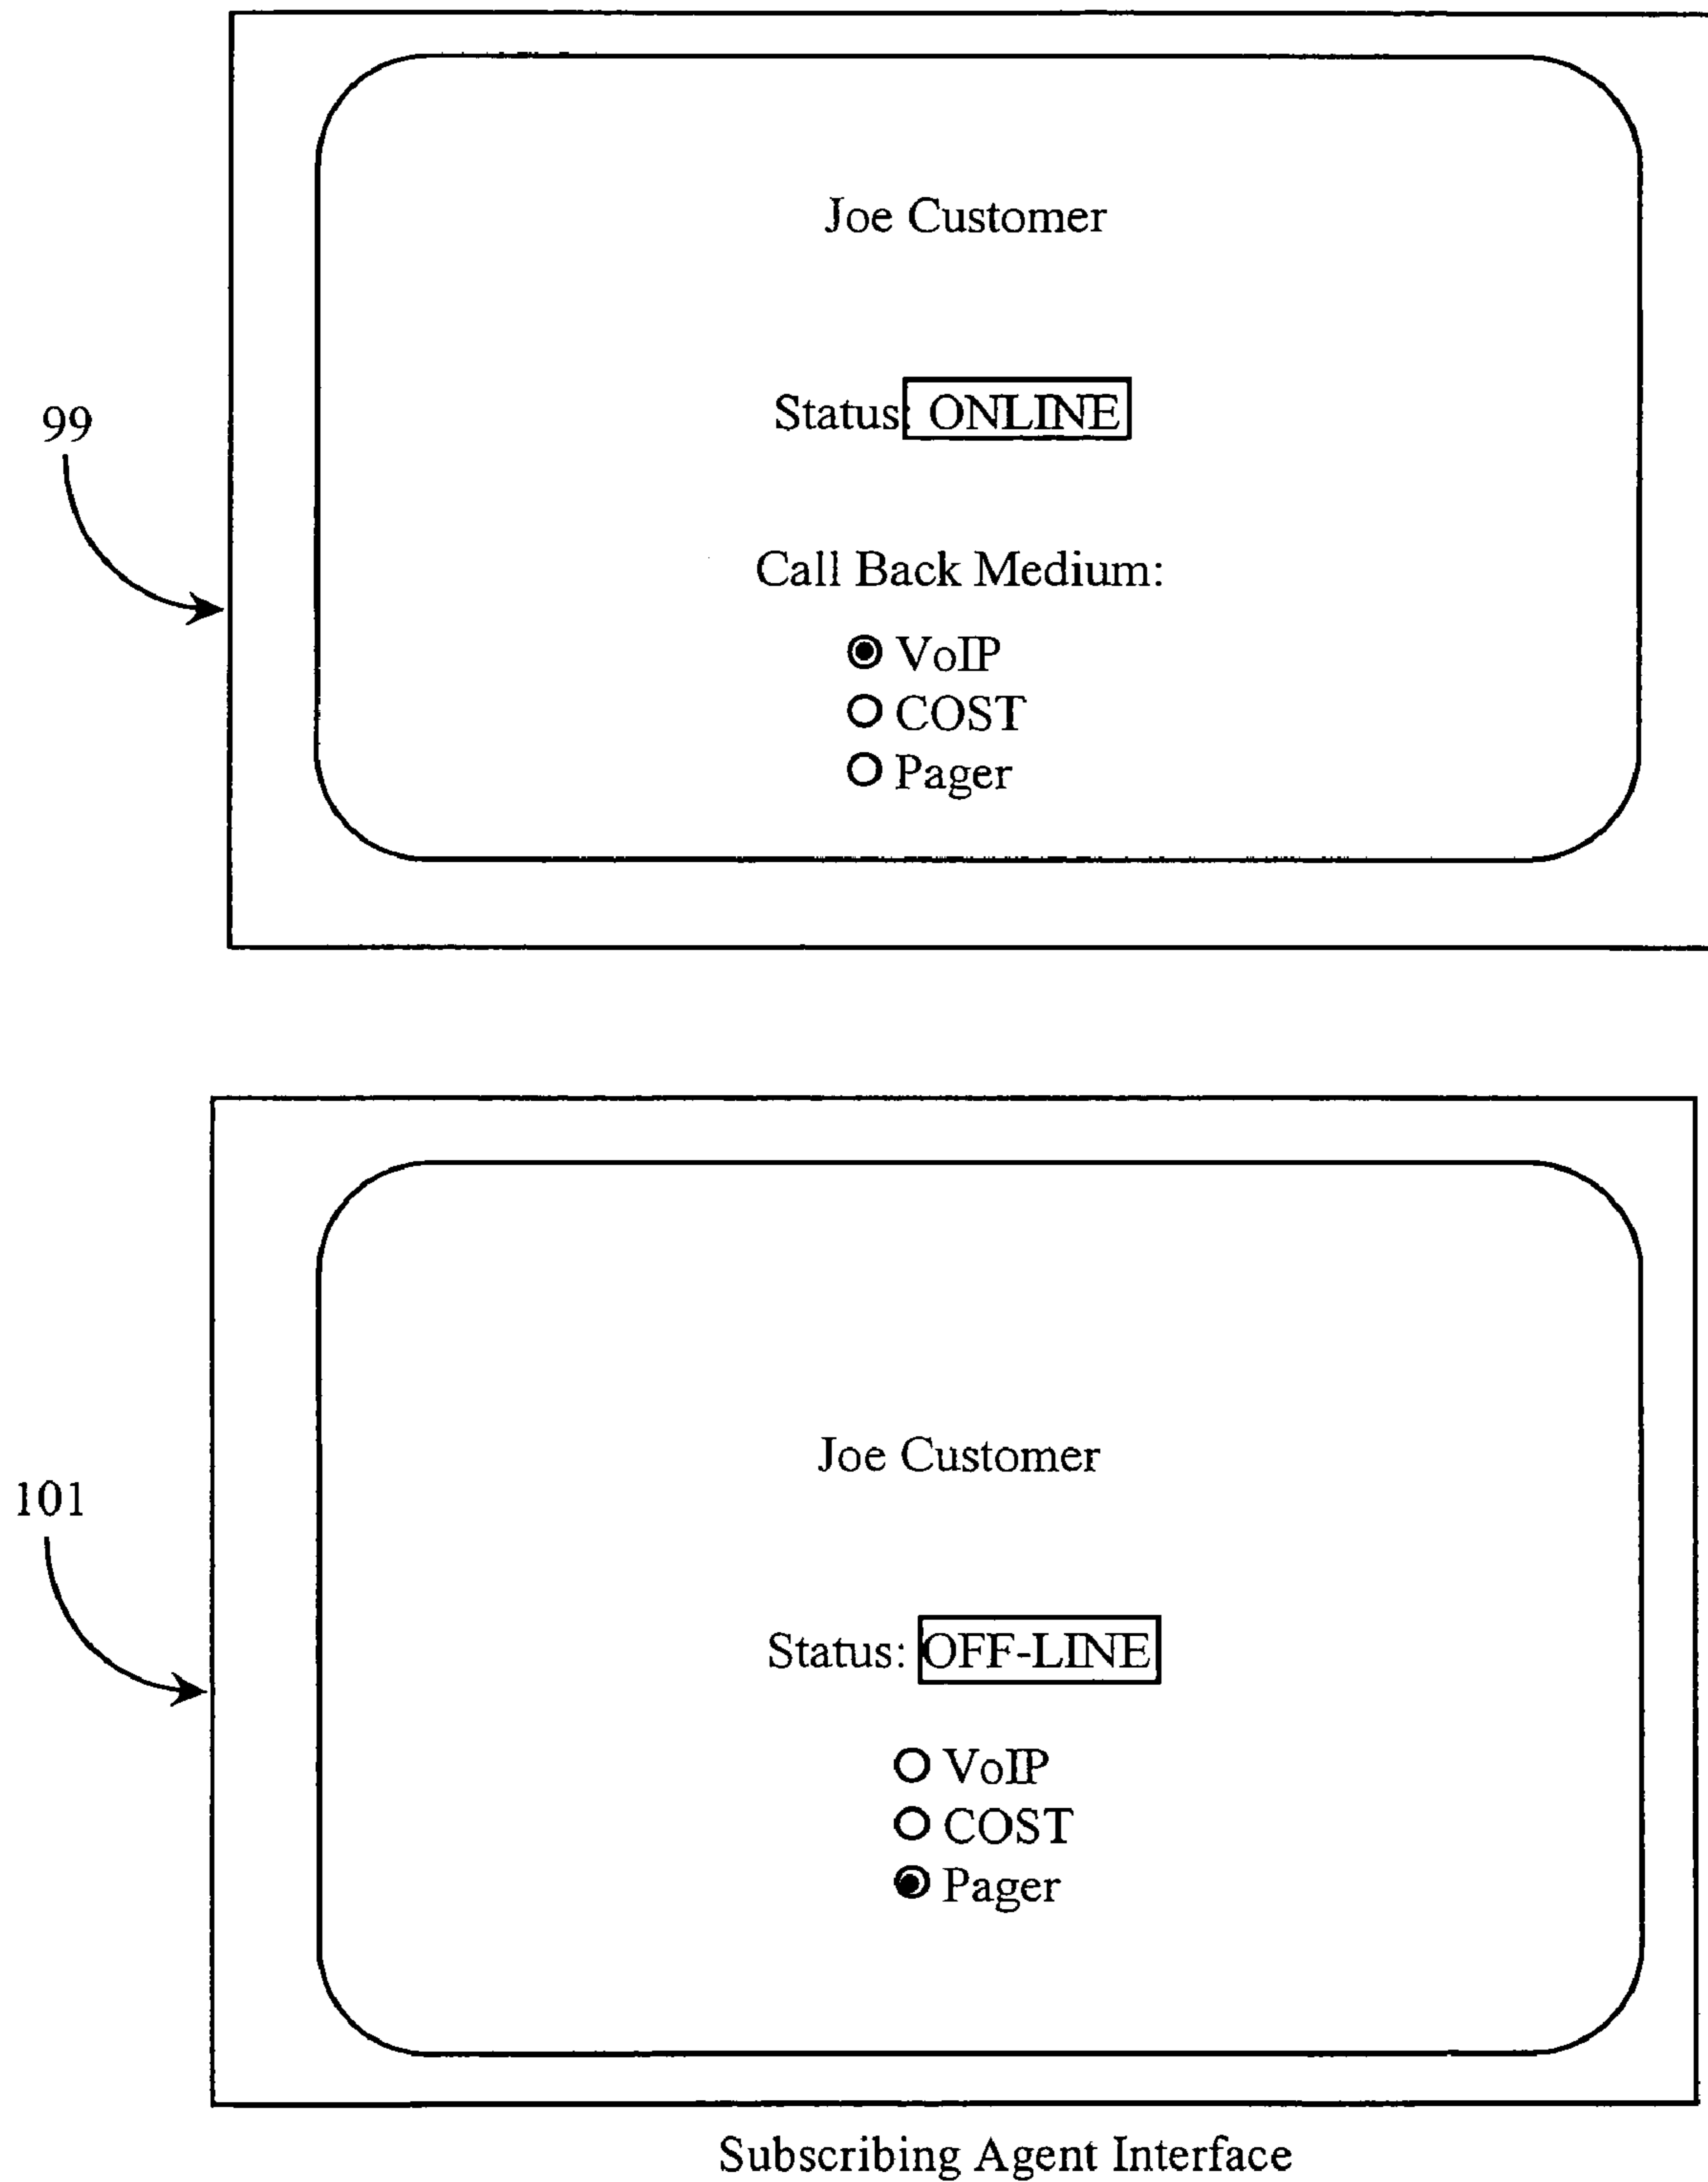 Joe Customer
99
Status: ONLINE
Call Back Medium:
VoIP
COST
Pager
Joe Customer
101
Status: OFF-LINE
VoIP
COST
Pager
Subscribing Agent Interface